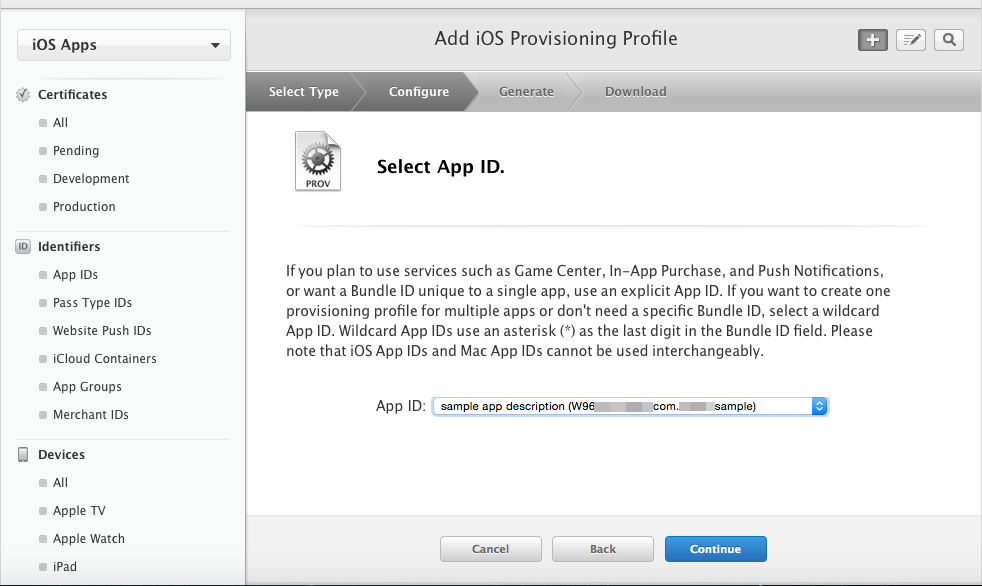 iOS Apps
Certificates
All
Pending
Development
Production
ID Identifiers
App IDs
Pass Type IDs
Website Push IDs
iCloud Containers
App Groups
Merchant IDs
Devices
All
Apple TV
Apple Watch
iPad
Add iOS Provisioning Profile
Select Type Configure Generate Download
PROV
Select App ID.
If you plan to use services such as Game Center, In-App Purchase, and Push Notifications,
or want a Bundle ID unique to a single app, use an explicit App ID. If you want to create one
provisioning profile for multiple apps or don't need a specific Bundle ID, select a wildcard
App ID. Wildcard App IDs use an asterisk (*) as the last digit in the Bundle ID field. Please
note that iOS App IDs and Mac App IDs cannot be used interchangeably.
App ID: sample app description (W96 com. sample)
Cancel Back Continue